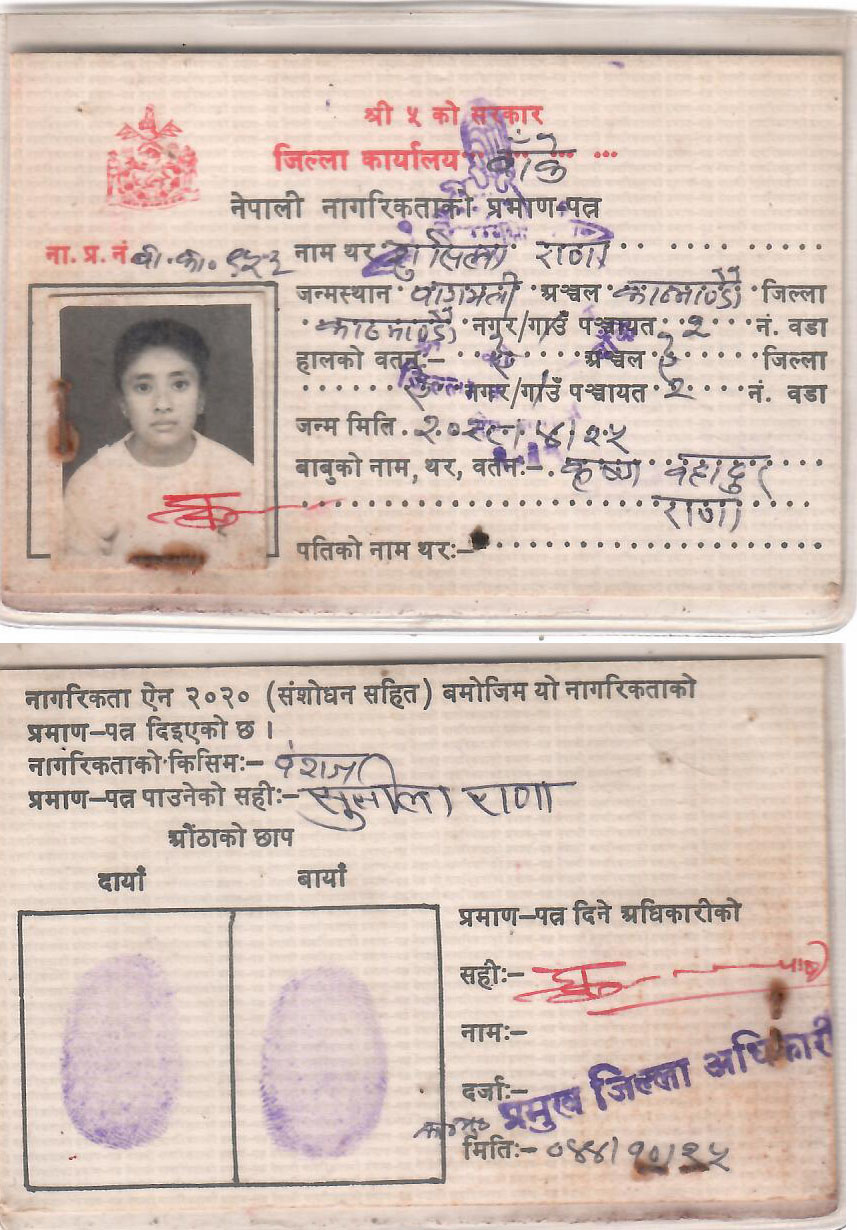 श्री ५ को सरकार
जिल्ला कार्यालय बाँके
नेपाली नागरिकताको प्रमाण-पत्र
ना. प्र. नं बी. का. ९५२ नाम थर सुसिला राणा
जन्मस्थान वागमती अञ्चल काठमाण्डौ जिल्ला
काठमाण्डौ नगर/गाउँ पञ्चायत २ नं. वडा
हालको वतन:- ऐ अञ्चल ऐ जिल्ला
नगर/गाउँ पञ्चायत २ नं. वडा
जन्म मिति २०२८।४।२५
बाबुको नाम, थर, वतन:- कृष्ण बहादुर
राणा
पतिको नाम थर:-
नागरिकता ऐन २०२० (संशोधन सहित) बमोजिम यो नागरिकताको
प्रमाण-पत्र दिइएको छ ।
नागरिकताको किसिम:- वंशज
प्रमाण-पत्र पाउनेको सही:- सुसीला राणा
औंठाको छाप
दायाँ बायाँ
प्रमाण-पत्र दिने अधिकारीको
सही:-
नाम:-
दर्जा:- प्रमुख जिल्ला अधिकारी
मिति:- ०४४।१०।२५